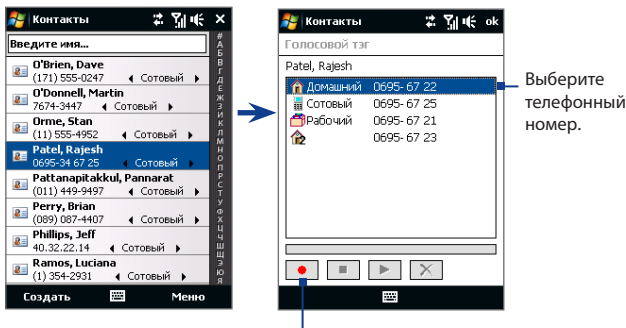 Контакты
Введите имя...
O'Brien, Dave
(171) 555-0247 Сотовый
O'Donnell, Martin
7674-3447 Сотовый
Orme, Stan
(11) 555-4952 Сотовый
Patel, Rajesh
0695-34 67 25 Сотовый
Pattanapitakkul, Pannarat
(011) 449-9497 Сотовый
Perry, Brian
(089) 087-4407 Сотовый
Phillips, Jeff
40.32.22.14 Сотовый
Ramos, Luciana
(1) 354-2931 Сотовый
#
А
Б
В
Г
Д
Е
Ж
З
И
К
Л
М
Н
О
П
Р
С
Т
У
Ф
Х
Ц
Ч
Ш
Щ
Э
Ю
Я
Создать Меню
Контакты ok
Голосовой тэг
Patel, Rajesh
Домашний 0695- 67 22
Сотовый 0695- 67 25
Рабочий 0695- 67 21
0695- 67 23
Выберите
телефонный
номер.